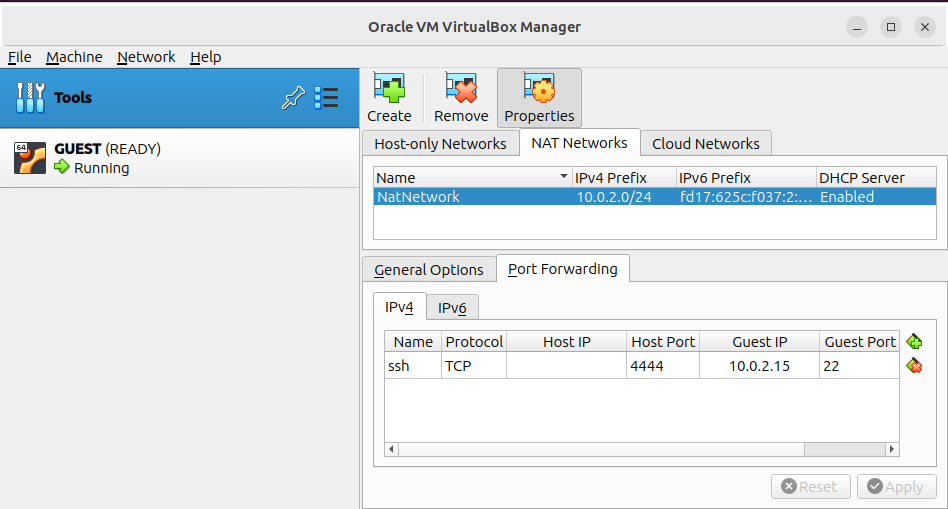 Oracle VM VirtualBox Manager
File Machine Network Help
Tools
64
GUEST (READY)
Running
Create Remove Properties
Host-only Networks NAT Networks Cloud Networks
Name IPv4 Prefix IPv6 Prefix DHCP Server
NatNetwork 10.0.2.0/24 fd17:625c:f037:2:... Enabled
General Options Port Forwarding
IPv4 IPv6
Name Protocol Host IP Host Port Guest IP Guest Port
ssh TCP 4444 10.0.2.15 22
Reset Apply